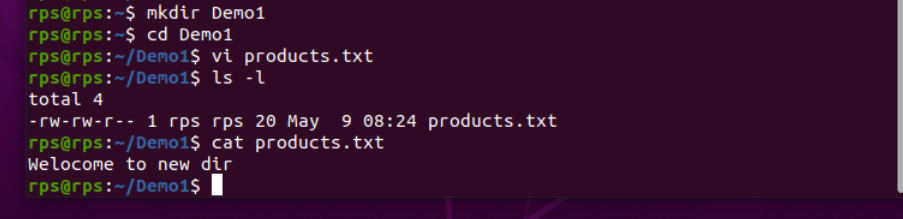 rps@rps:~$ mkdir Demo1
rps@rps:~$ cd Demo1
rps@rps:~/Demo1$ vi products.txt
rps@rps:~/Demo1$ ls -l
total 4
-rw-rw-r-- 1 rps rps 20 May  9 08:24 products.txt
rps@rps:~/Demo1$ cat products.txt
Welocome to new dir
rps@rps:~/Demo1$